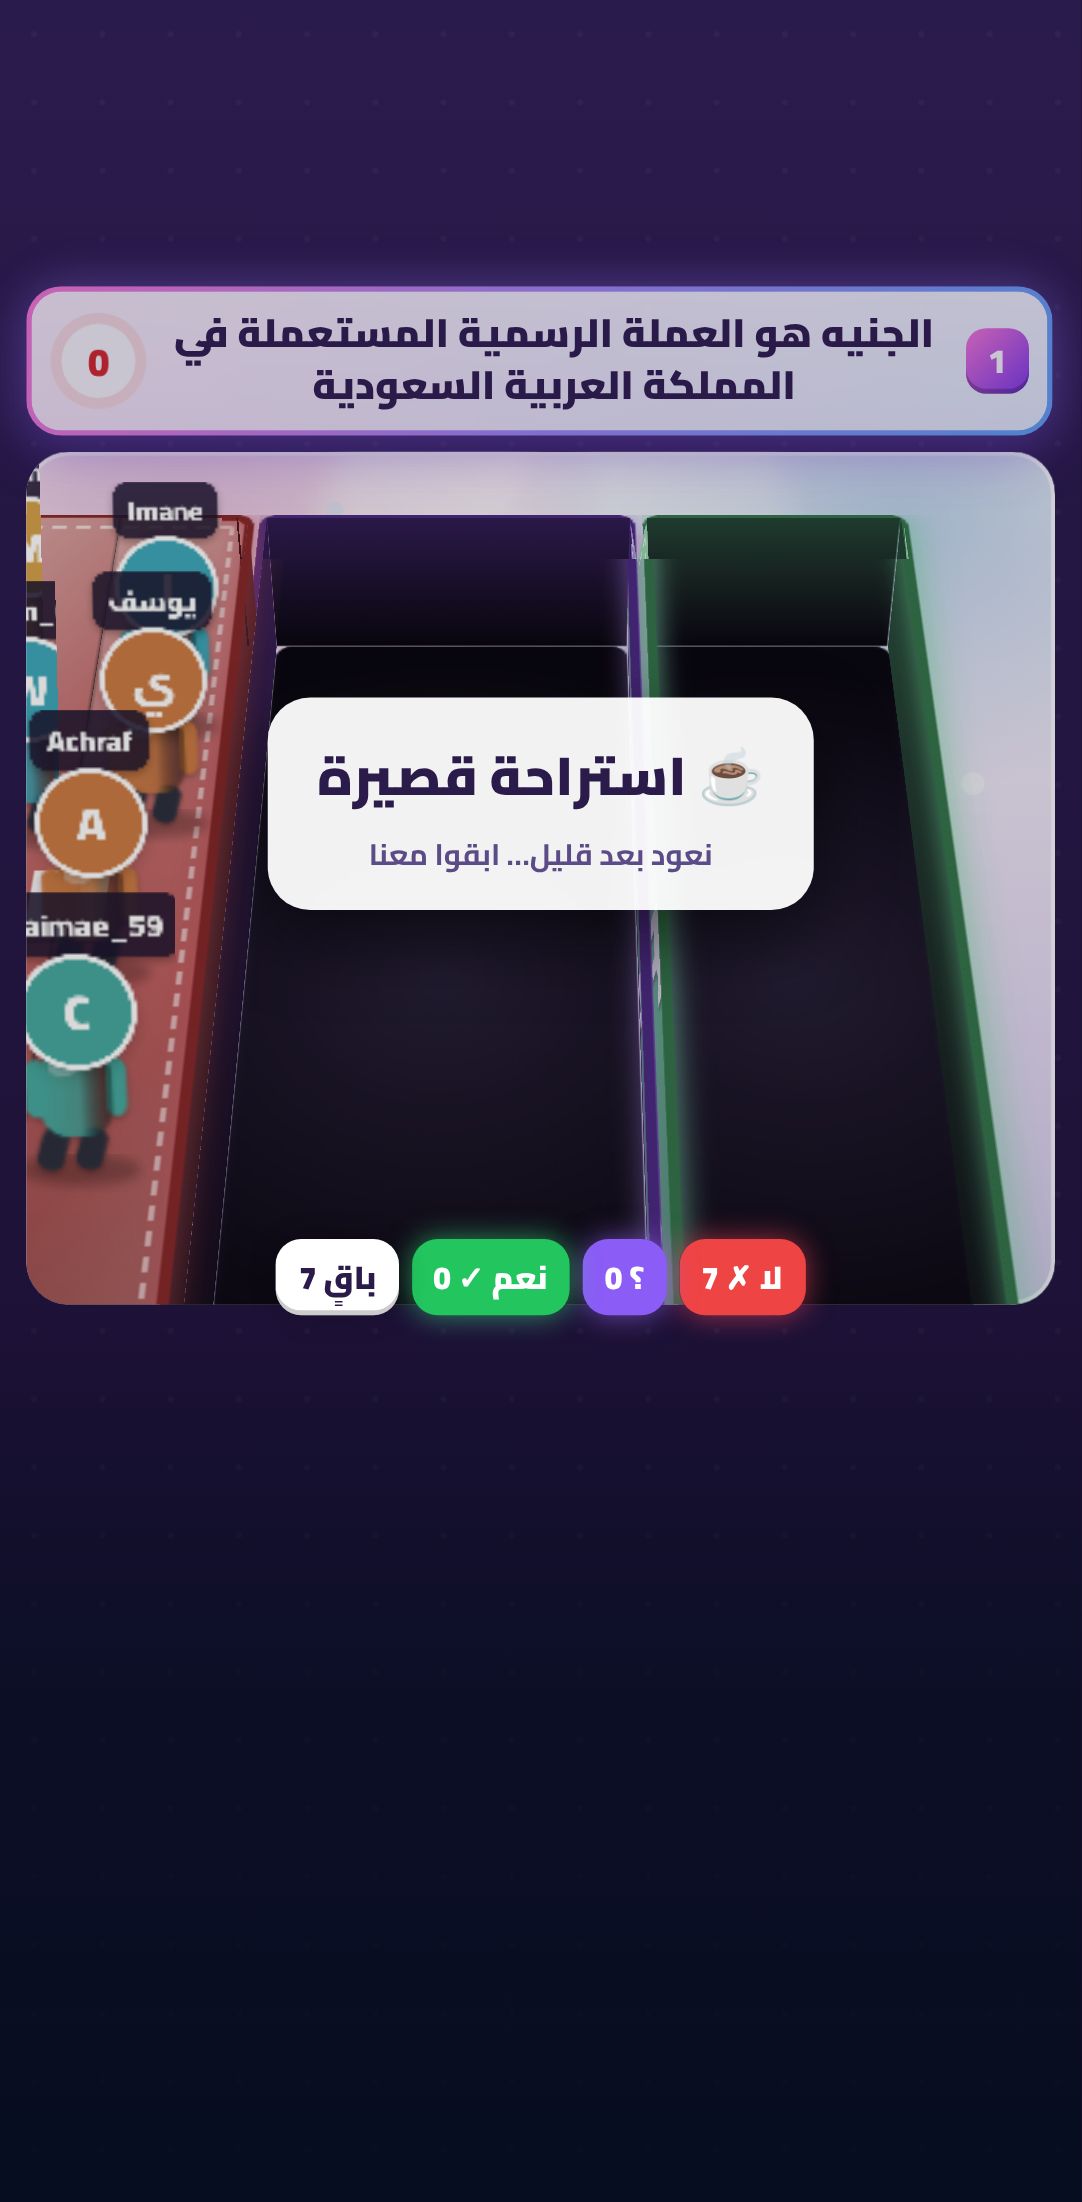 1
الجنيه هو العملة الرسمية المستعملة في
المملكة العربية السعودية
0
Imane
يوسف
ي
Achraf
A
aimae_59
C
☕ استراحة قصيرة
نعود بعد قليل... ابقوا معنا
لا ✗ 7
؟ 0
نعم ✓ 0
باقٍ 7